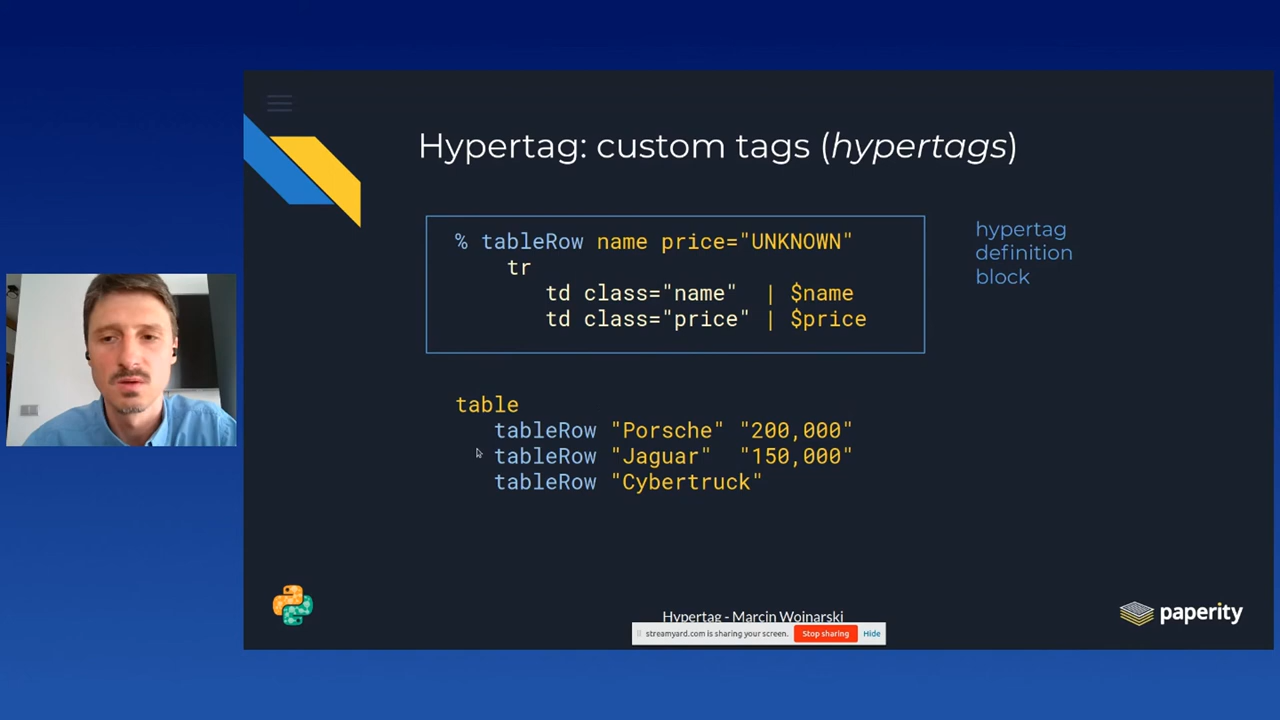 Hypertag: custom tags (hypertags)
% tableRow name price="UNKNOWN"
tr
td class="name" | $name
td class="price" | $price
hypertag
definition
block
table
tableRow "Porsche" "200,000"
tableRow "Jaguar" "150,000"
tableRow "Cybertruck"
Hypertag - Marcin Wojnarski
streamyard.com is sharing your screen. Stop sharing Hide
paperity